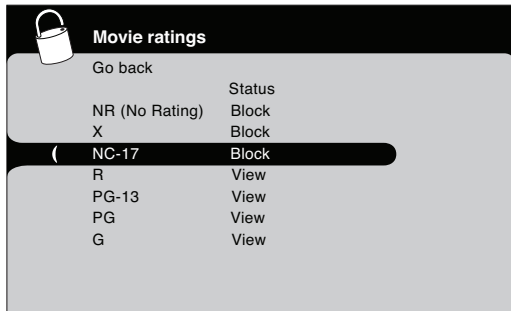 Movie ratings
Go back
Status
NR (No Rating) Block
X Block
NC-17 Block
R View
PG-13 View
PG View
G View